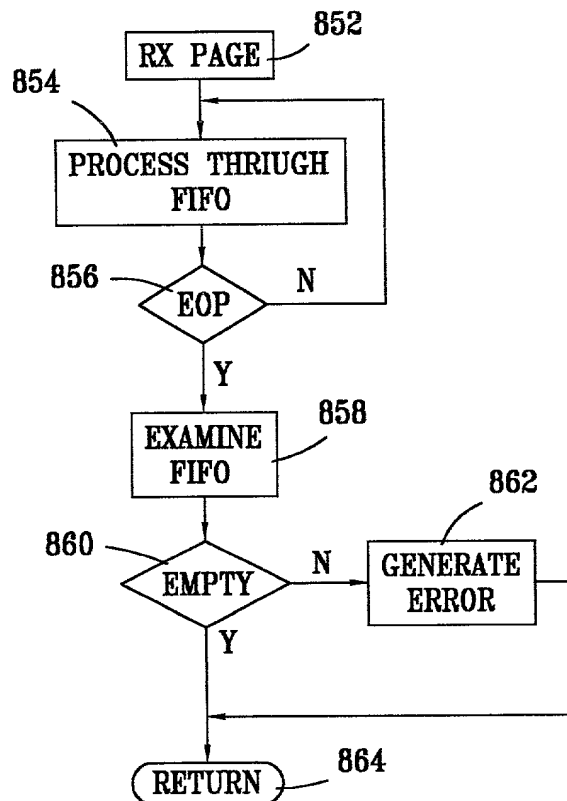 852
RX PAGE
854
PROCESS THRIUGH
FIFO
856
EOP
N
Y
858
EXAMINE
FIFO
862
860
EMPTY
N
GENERATE
ERROR
Y
RETURN
864